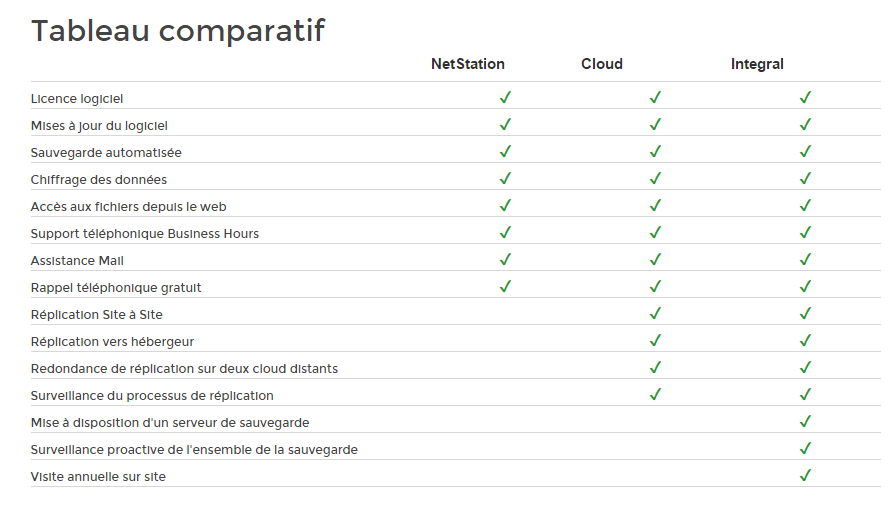 Tableau comparatif
NetStation Cloud Integral
Licence logiciel ✓ ✓ ✓
Mises à jour du logiciel ✓ ✓ ✓
Sauvegarde automatisée ✓ ✓ ✓
Chiffrage des données ✓ ✓ ✓
Accès aux fichiers depuis le web ✓ ✓ ✓
Support téléphonique Business Hours ✓ ✓ ✓
Assistance Mail ✓ ✓ ✓
Rappel téléphonique gratuit ✓ ✓ ✓
Réplication Site à Site ✓ ✓
Réplication vers hébergeur ✓ ✓
Redondance de réplication sur deux cloud distants ✓ ✓
Surveillance du processus de réplication ✓ ✓
Mise à disposition d'un serveur de sauvegarde ✓
Surveillance proactive de l'ensemble de la sauvegarde ✓
Visite annuelle sur site ✓